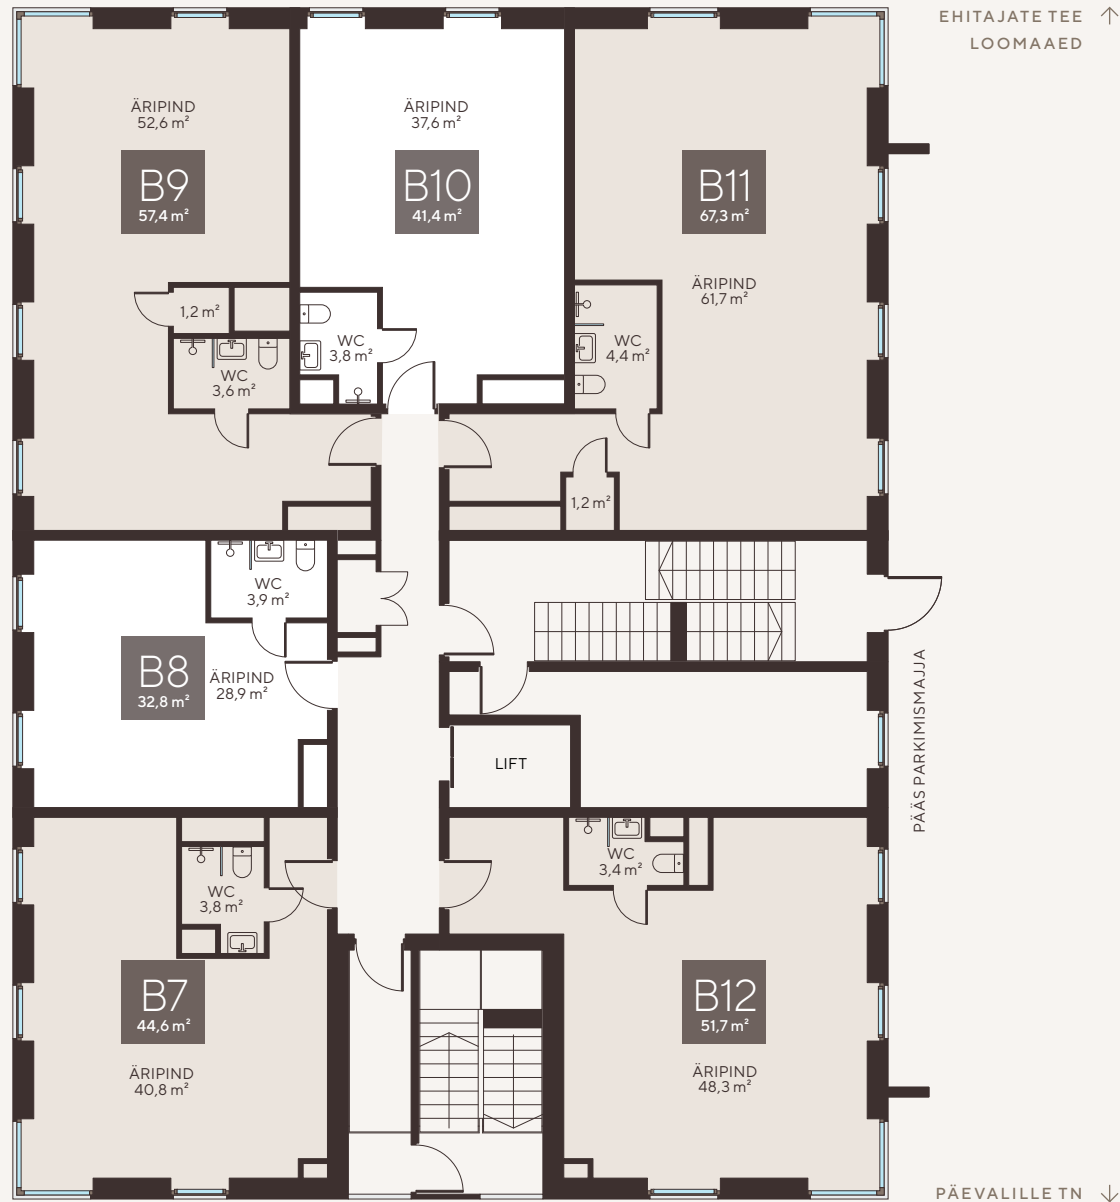 EHITAJATE TEE ↑
LOOMAAED
ÄRIPIND
52,6 m²
B9
57,4 m²
1,2 m²
WC
3,6 m²
ÄRIPIND
37,6 m²
B10
41,4 m²
WC
3,8 m²
B11
67,3 m²
ÄRIPIND
61,7 m²
WC
4,4 m²
1,2 m²
WC
3,9 m²
B8
32,8 m²
ÄRIPIND
28,9 m²
LIFT
PÄÄS PARKIMISMAJJA
WC
3,8 m²
B7
44,6 m²
ÄRIPIND
40,8 m²
WC
3,4 m²
B12
51,7 m²
ÄRIPIND
48,3 m²
PÄEVALILLE TN ↓